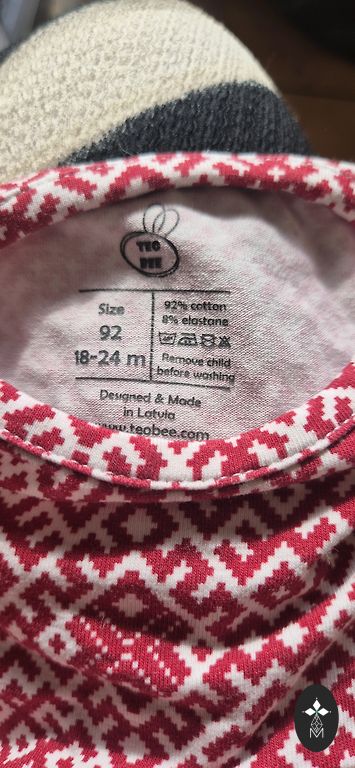 TEO
BEE
Size
92
18-24 m
92% cotton
8% elastane
Remove child
before washing
Designed & Made
in Latvia
www.teobee.com